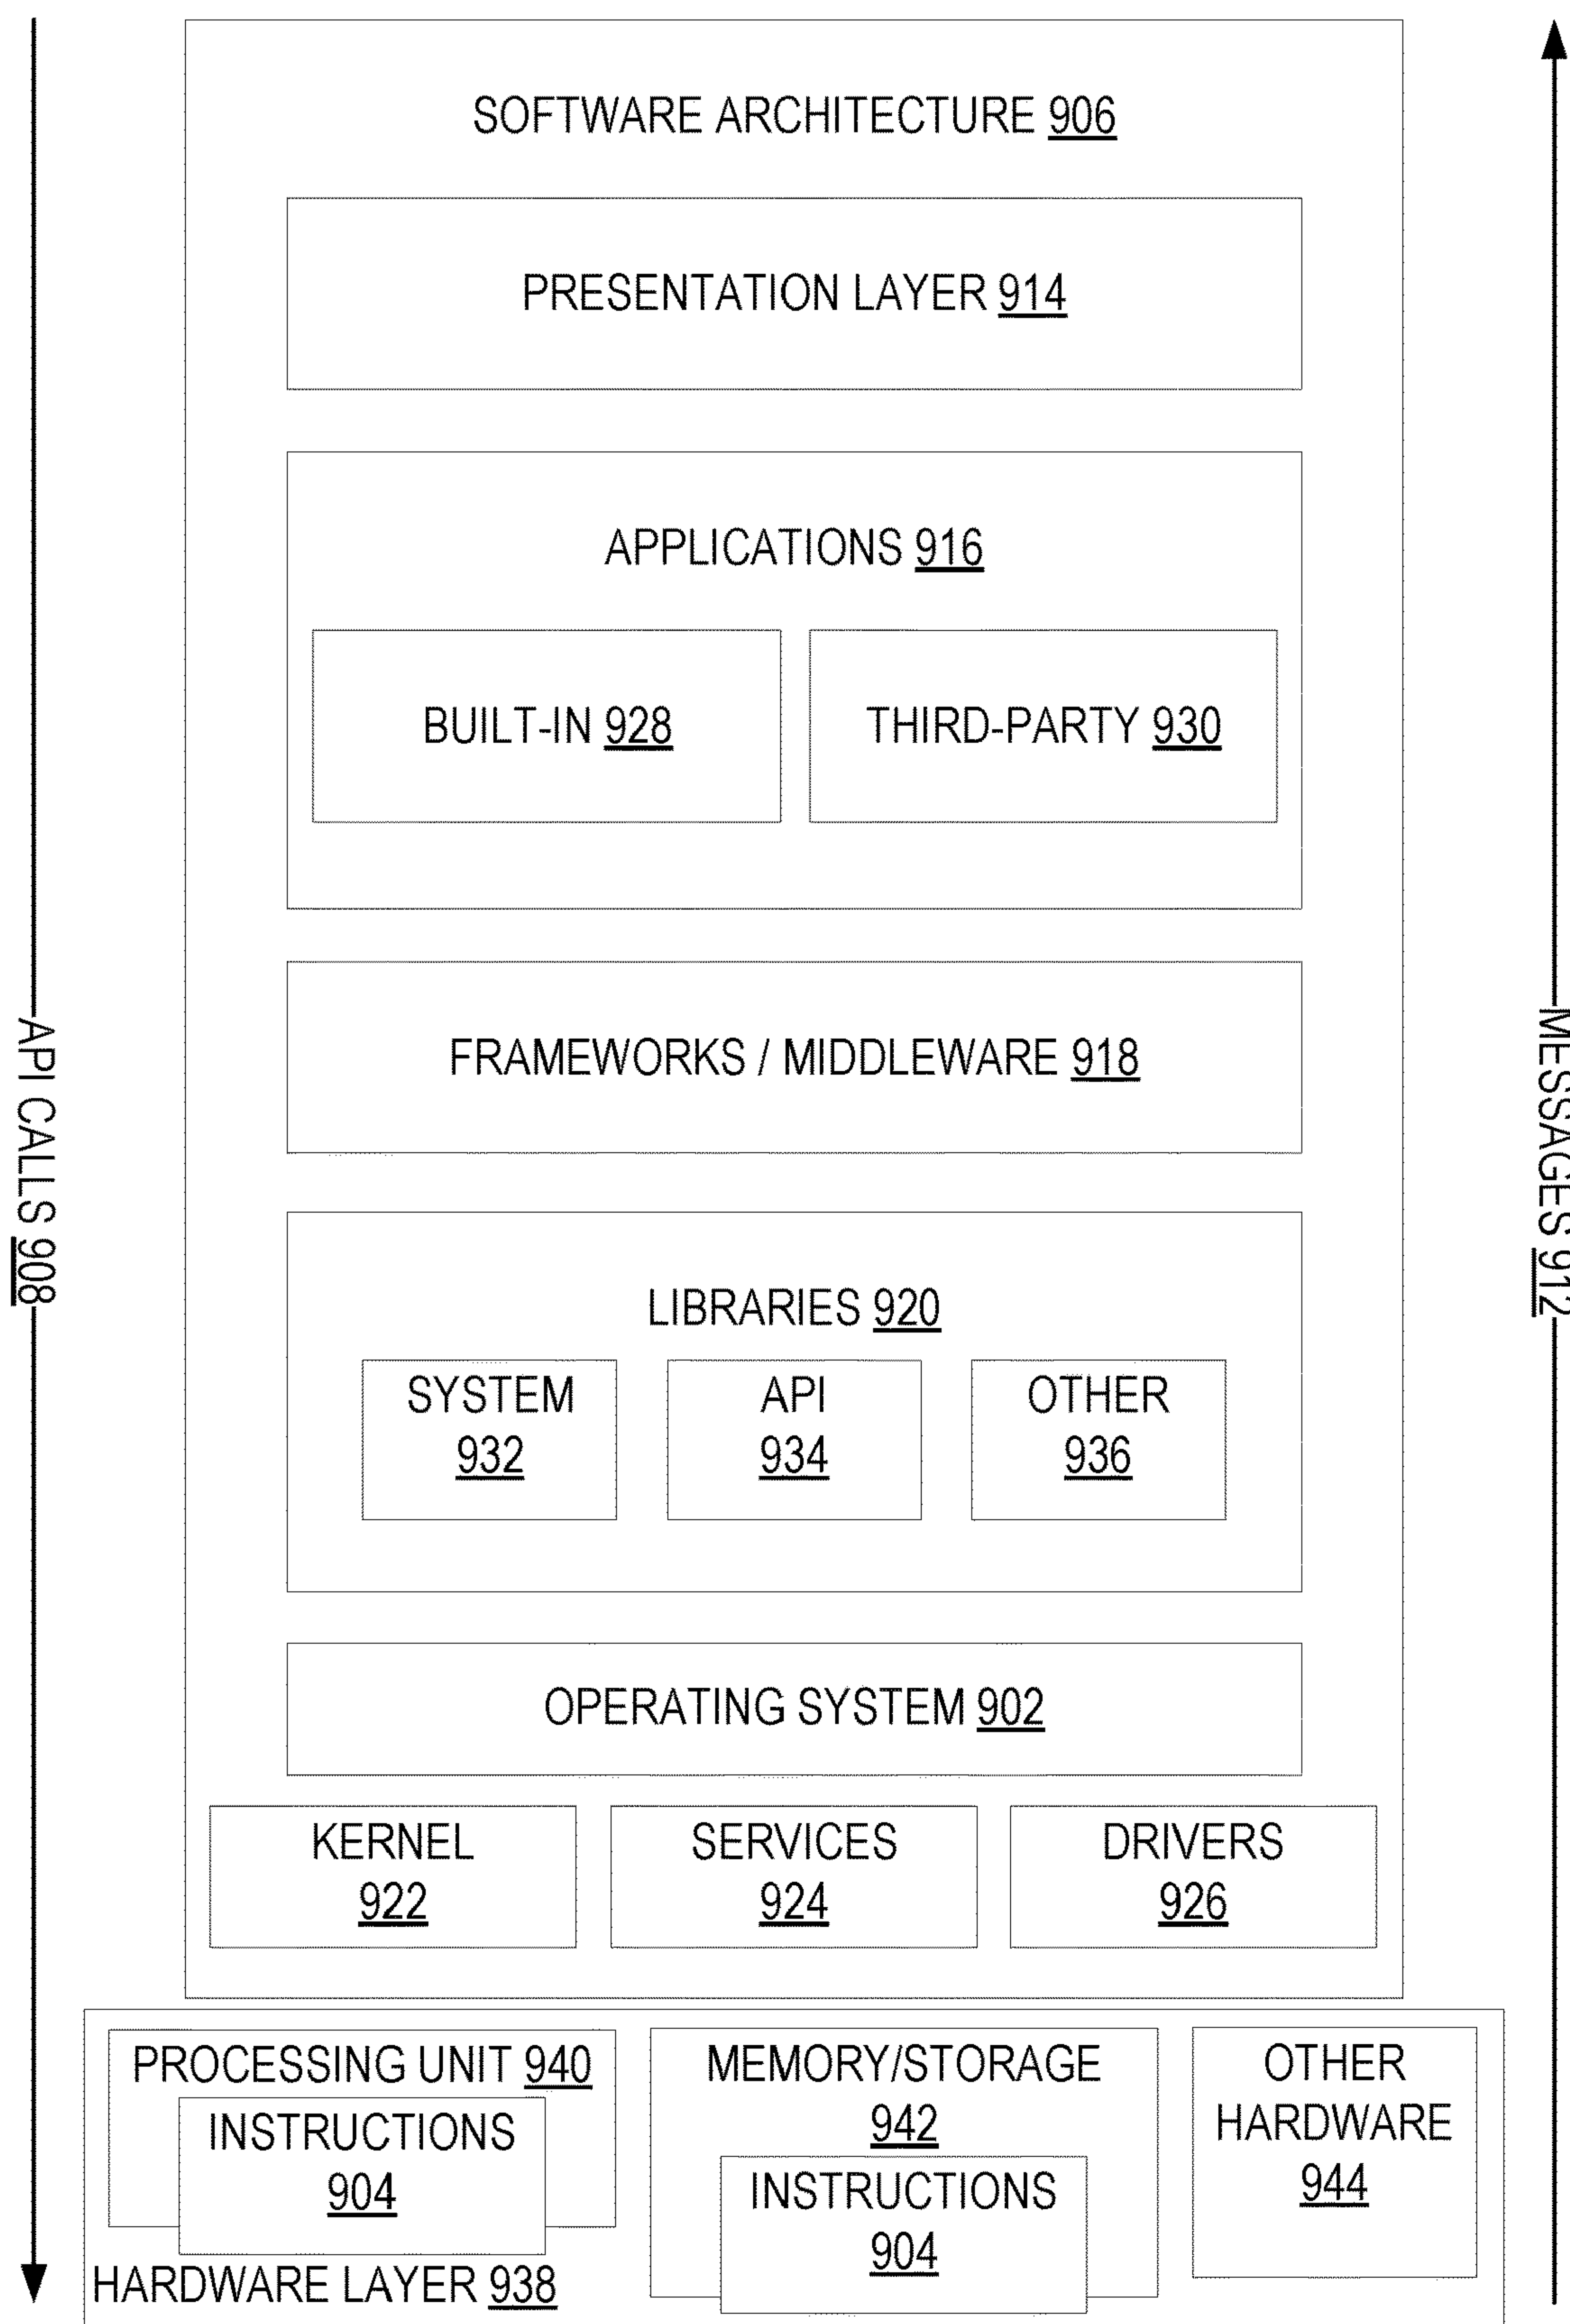 SOFTWARE ARCHITECTURE 906
PRESENTATION LAYER 914
APPLICATIONS 916
BUILT-IN 928
THIRD-PARTY 930
FRAMEWORKS / MIDDLEWARE 918
LIBRARIES 920
SYSTEM
932
API
934
OTHER
936
OPERATING SYSTEM 902
KERNEL
922
SERVICES
924
DRIVERS
926
PROCESSING UNIT 940
INSTRUCTIONS
904
MEMORY/STORAGE
942
INSTRUCTIONS
904
OTHER
HARDWARE
944
HARDWARE LAYER 938
API CALLS 908
MESSAGES 912